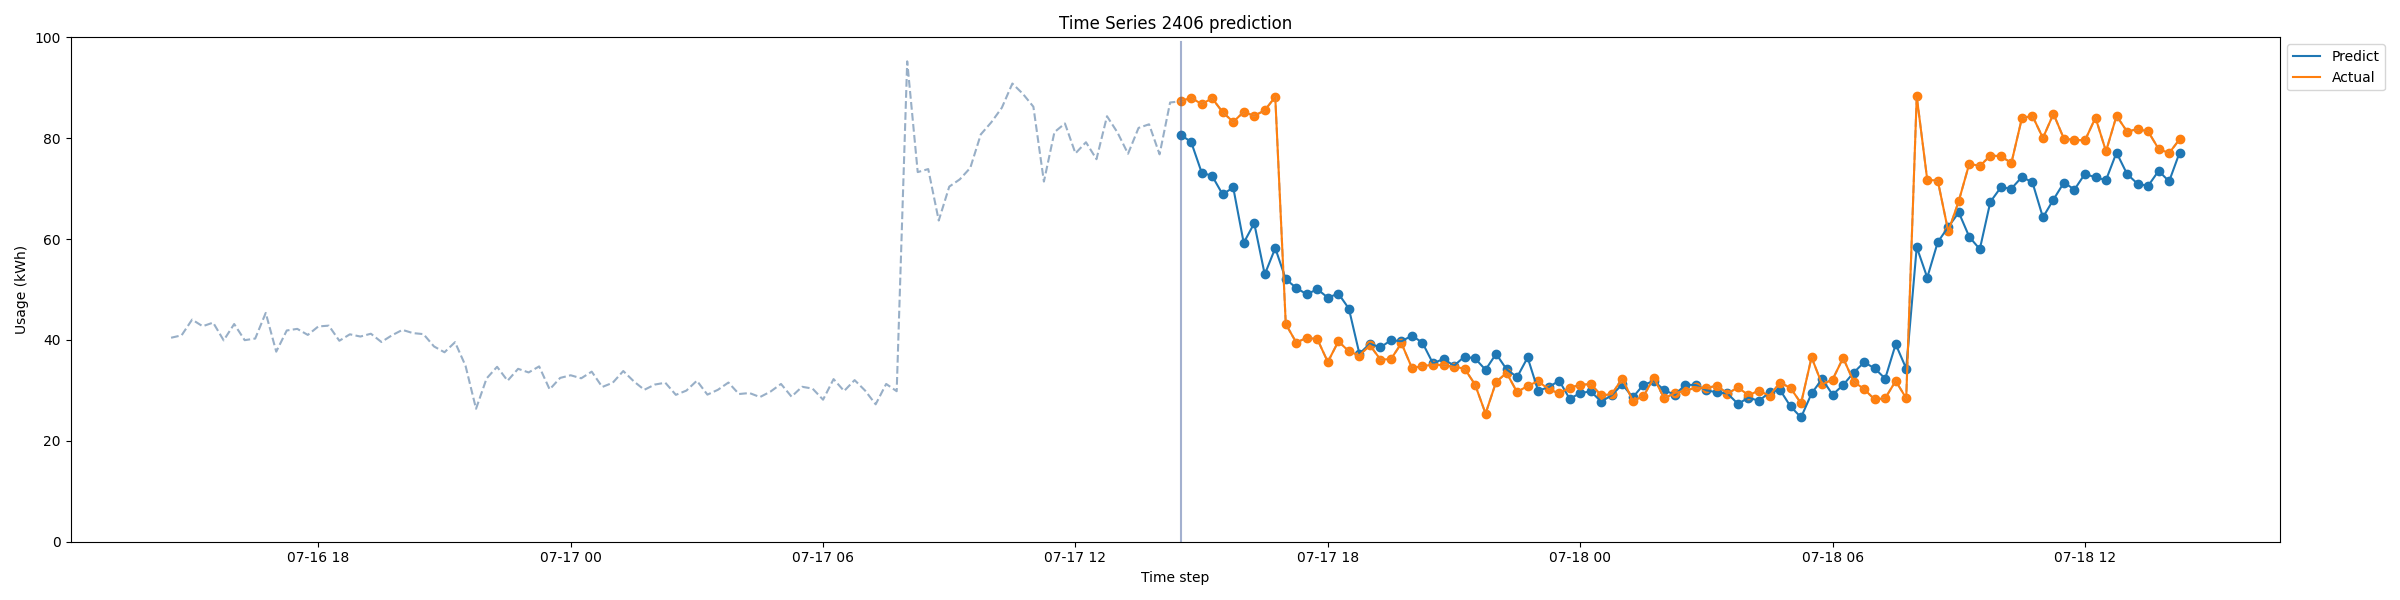 Time Series 2406 prediction
Predict
Actual
Usage (kWh)
100
80
60
40
20
0
07-16 18
07-17 00
07-17 06
07-17 12
07-17 18
07-18 00
07-18 06
07-18 12
Time step